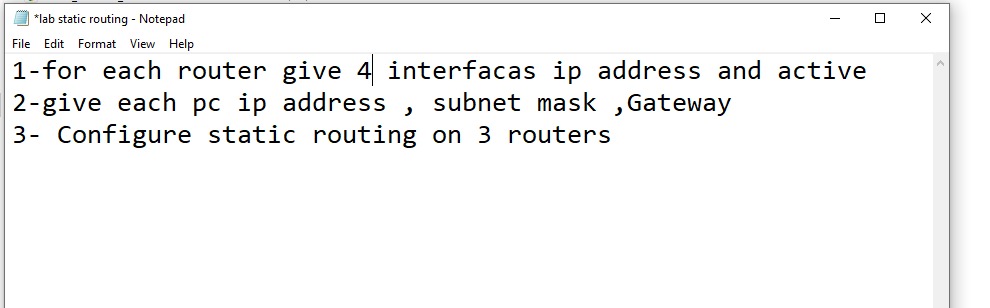 *lab static routing - Notepad
File Edit Format View Help
1-for each router give 4 interfacas ip address and active
2-give each pc ip address , subnet mask ,Gateway
3- Configure static routing on 3 routers